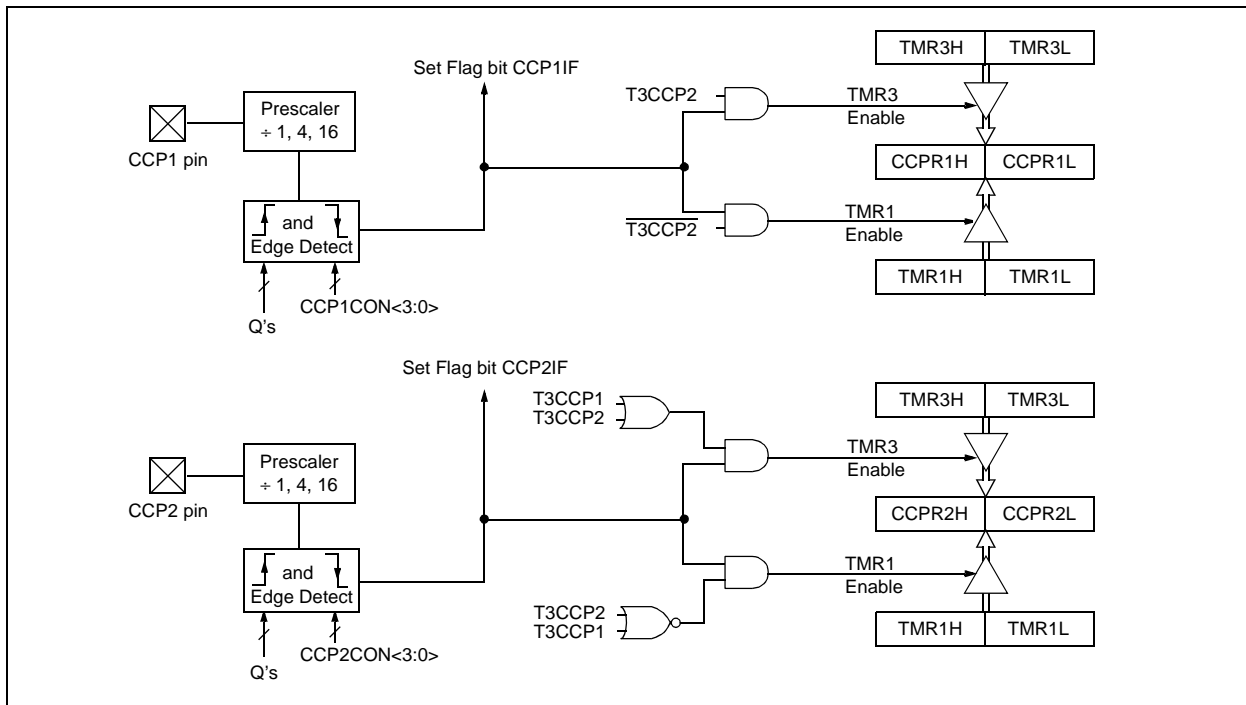 TMR3H TMR3L
Set Flag bit CCP1IF
T3CCP2
TMR3
Enable
Prescaler
÷ 1, 4, 16
CCP1 pin
CCPR1H CCPR1L
and
Edge Detect
T3CCP2
TMR1
Enable
TMR1H TMR1L
CCP1CON<3:0>
Q's
Set Flag bit CCP2IF
TMR3H TMR3L
T3CCP1
T3CCP2
TMR3
Enable
Prescaler
÷ 1, 4, 16
CCP2 pin
CCPR2H CCPR2L
and
Edge Detect
TMR1
Enable
T3CCP2
T3CCP1
TMR1H TMR1L
CCP2CON<3:0>
Q's